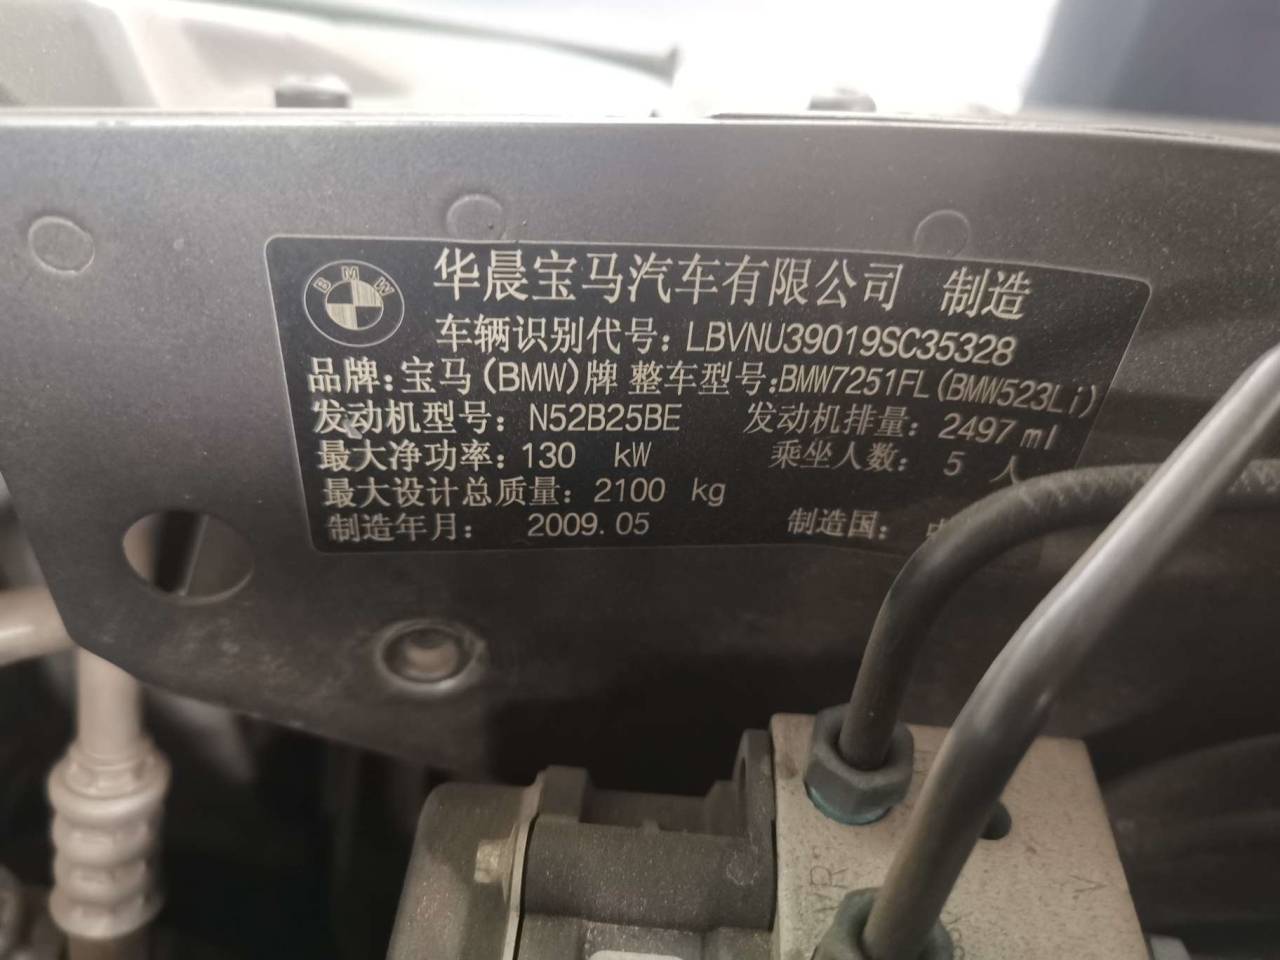 BMW
华晨宝马汽车有限公司 制造
车辆识别代号：LBVNU39019SC35328
品牌：宝马(BMW)牌 整车型号：BMW7251FL(BMW523Li)
发动机型号：N52B25BE 发动机排量：2497ml
最大净功率：130 kW 乘坐人数：5 人
最大设计总质量：2100 kg
制造年月：2009.05 制造国：
VR
V